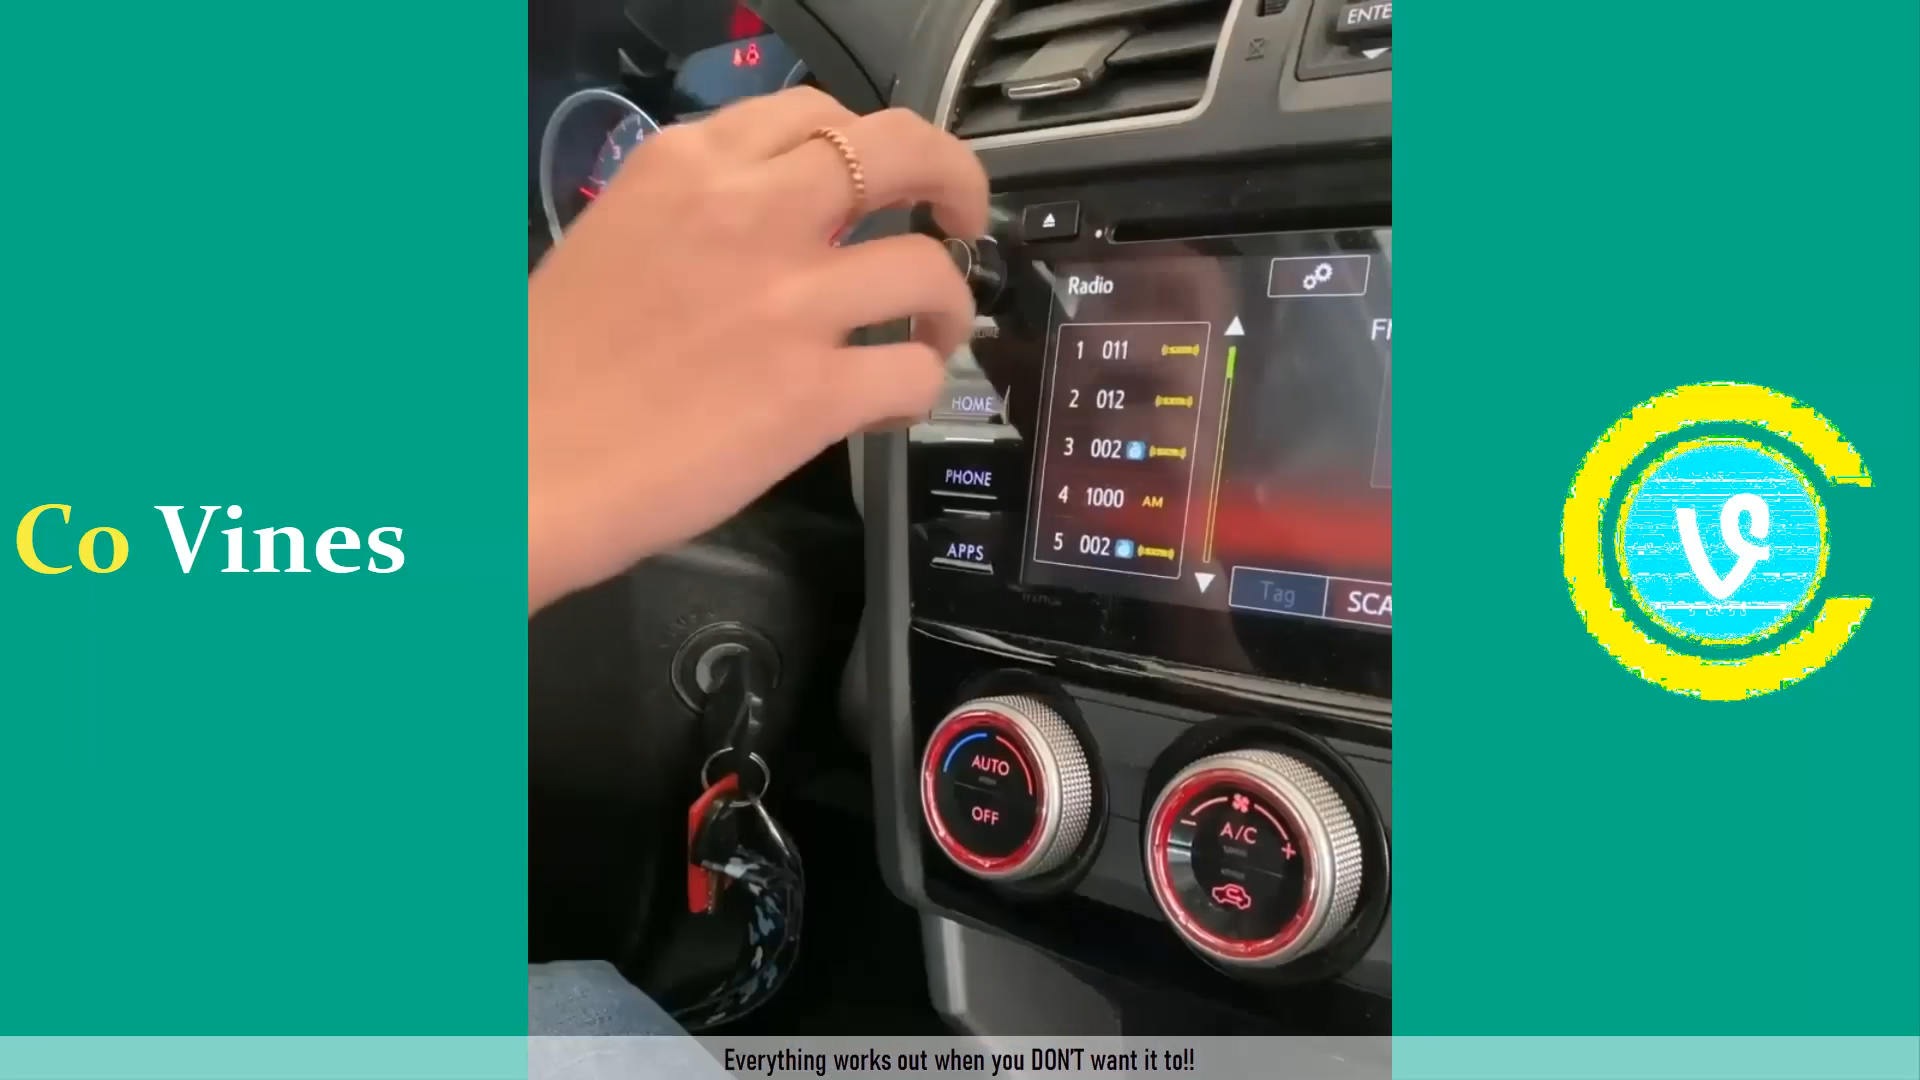 ENTE
Radio
FI
1 011
2 012
3 002
4 1000 AM
5 002
HOME
PHONE
APPS
Tag
SCA
Co Vines
AUTO
OFF
A/C
- +
Everything works out when you DON'T want it to!!